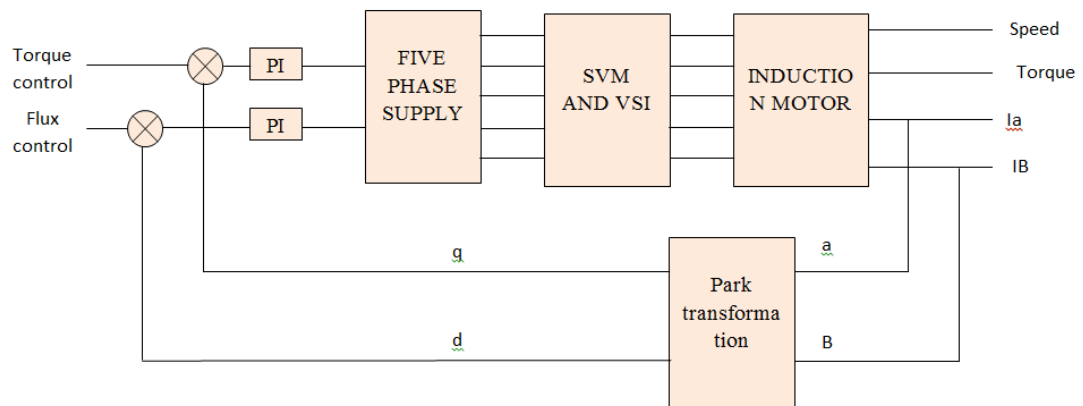 Torque
control
PI
FIVE
PHASE
SUPPLY
SVM
AND VSI
INDUCTIO
N MOTOR
Speed
Torque
Flux
control
PI
Ia
IB
q
a
Park
transforma
tion
d
B